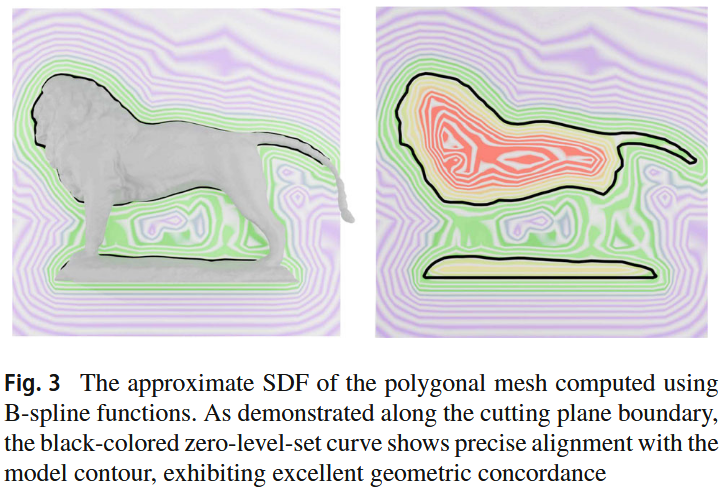 Fig. 3 The approximate SDF of the polygonal mesh computed using
B-spline functions. As demonstrated along the cutting plane boundary,
the black-colored zero-level-set curve shows precise alignment with the
model contour, exhibiting excellent geometric concordance